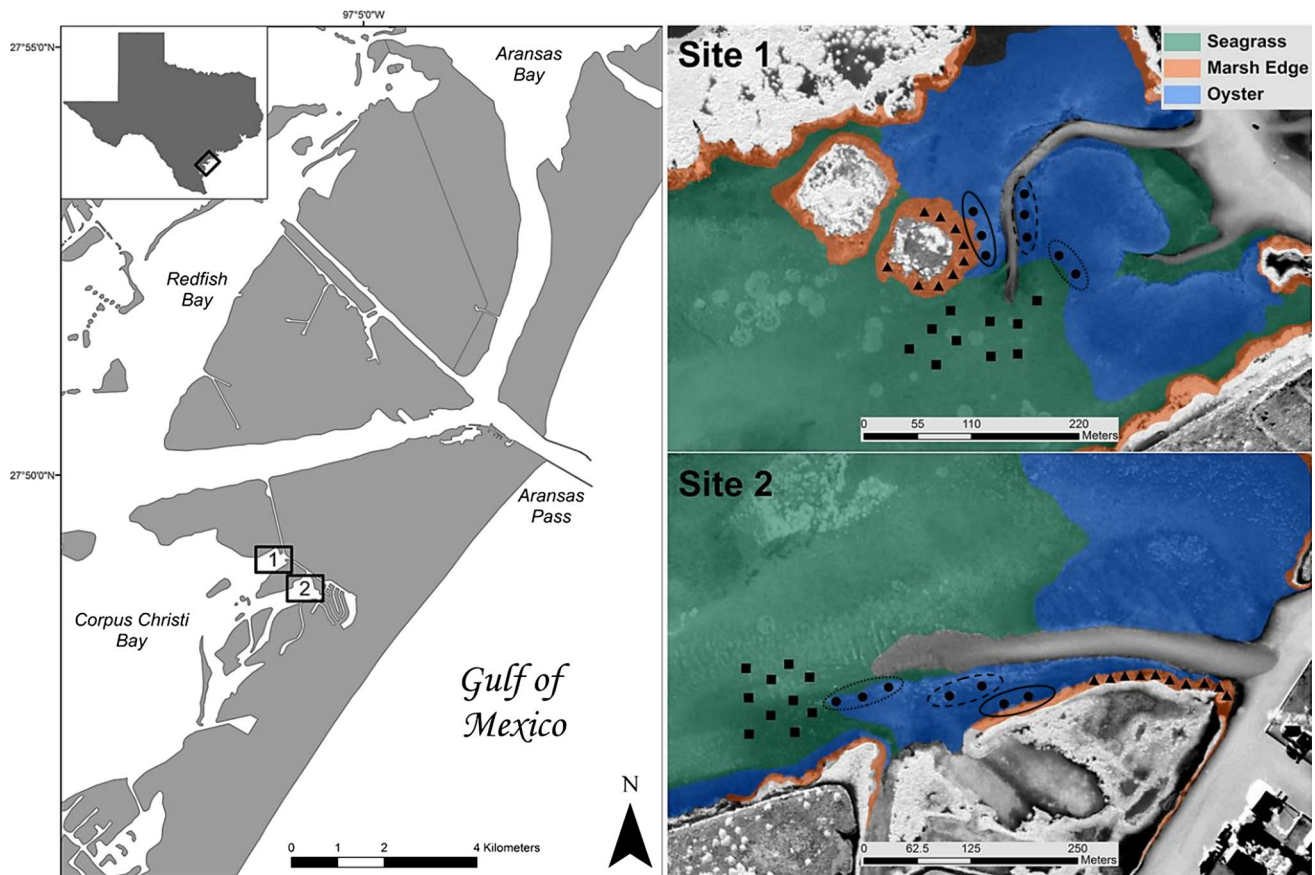 97°5'0"W
27°55'0"N
Aransas
Bay
Redfish
Bay
27°50'0"N
Aransas
Pass
1
2
Corpus Christi
Bay
Gulf of
Mexico
N
0 1 2 4 Kilometers
Site 1
Seagrass
Marsh Edge
Oyster
0 55 110 220
Meters
Site 2
0 62.5 125 250
Meters